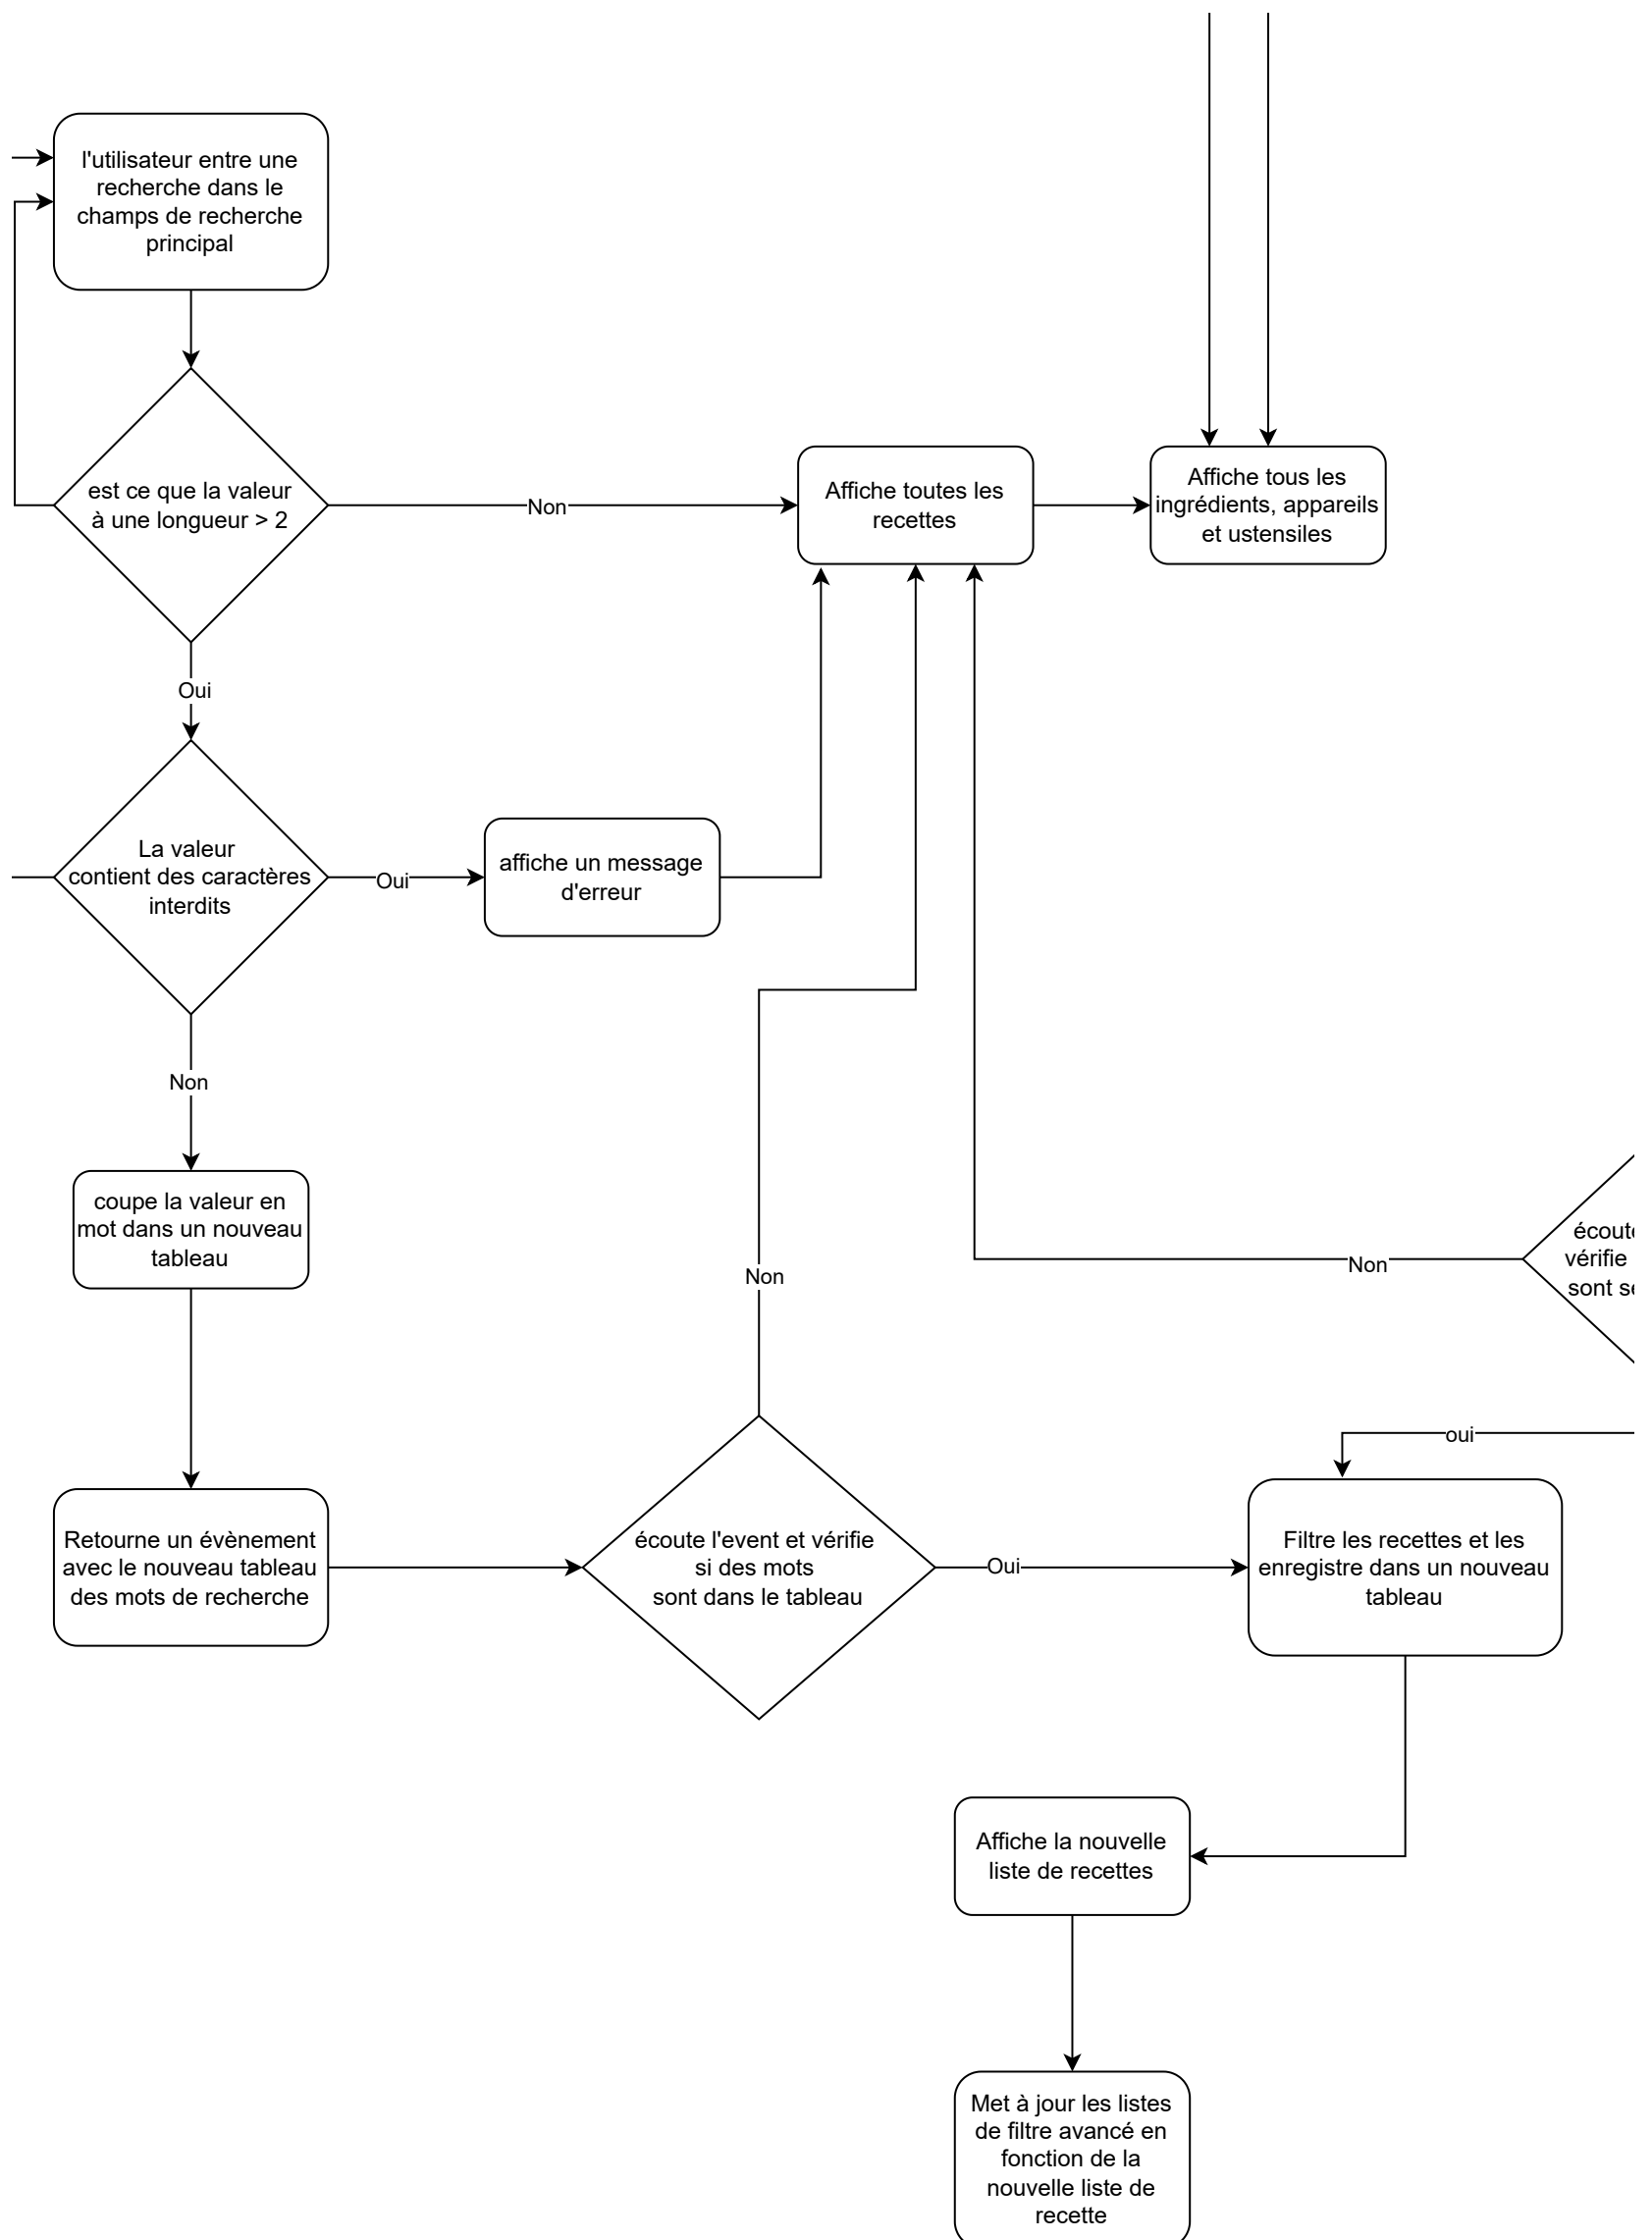 l'utilisateur entre une
recherche dans le
champs de recherche
principal
est ce que la valeur
à une longueur > 2
Non
Affiche toutes les
recettes
Affiche tous les
ingrédients, appareils
et ustensiles
Oui
La valeur
contient des caractères
interdits
Oui
affiche un message
d'erreur
Non
coupe la valeur en
mot dans un nouveau
tableau
Non
Non
vérifie
sont
oui
Retourne un évènement
avec le nouveau tableau
des mots de recherche
écoute l'event et vérifie
si des mots
sont dans le tableau
Oui
Filtre les recettes et les
enregistre dans un nouveau
tableau
Affiche la nouvelle
liste de recettes
Met à jour les listes
de filtre avancé en
fonction de la
nouvelle liste de
recette